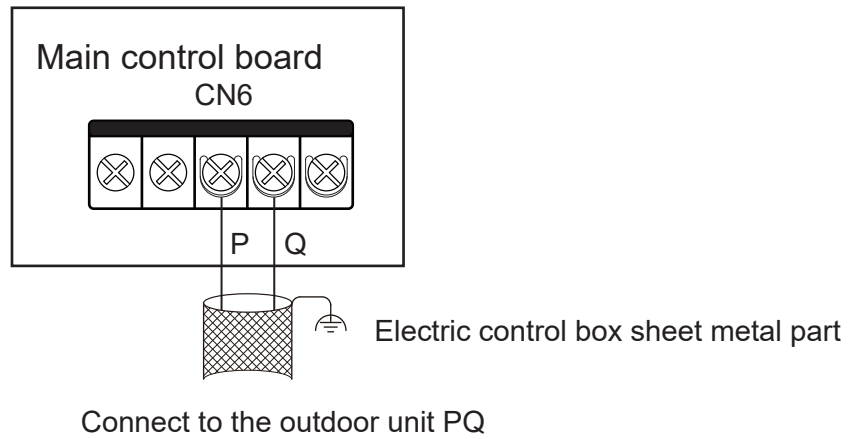 Main control board
CN6
P Q
Electric control box sheet metal part
Connect to the outdoor unit PQ